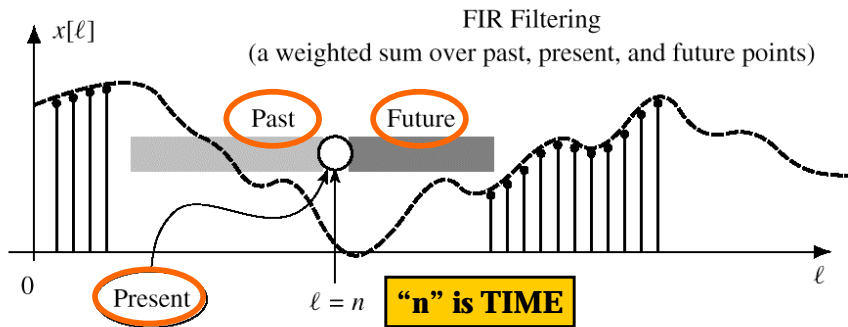 FIR Filtering
x[ℓ]
(a weighted sum over past, present, and future points)
Past
Future
0
Present
ℓ = n
“n” is TIME
ℓ